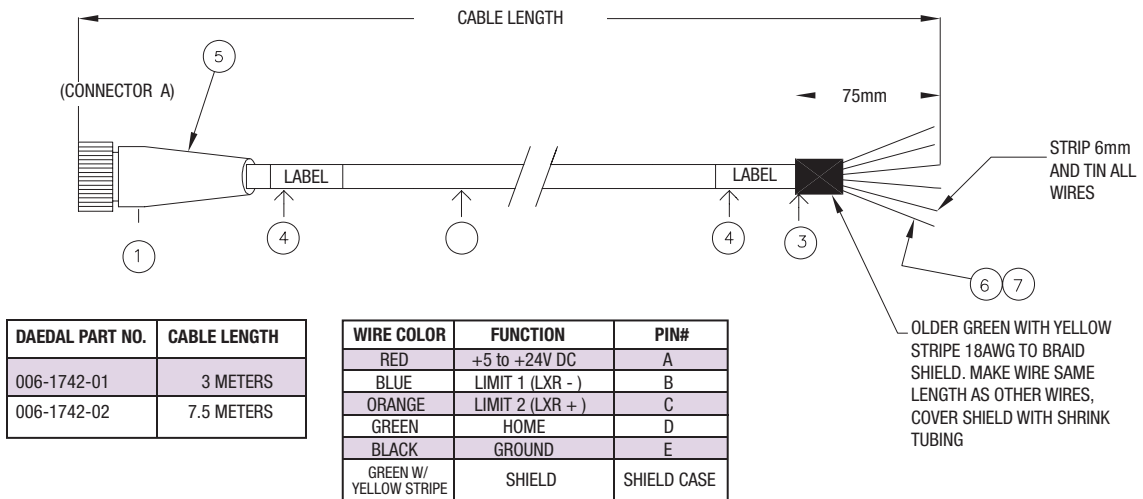 CABLE LENGTH
5
(CONNECTOR A)
75mm
STRIP 6mm
AND TIN ALL
WIRES
LABEL
LABEL
1
4
4
3
6 7
OLDER GREEN WITH YELLOW
STRIPE 18AWG TO BRAID
SHIELD. MAKE WIRE SAME
LENGTH AS OTHER WIRES,
COVER SHIELD WITH SHRINK
TUBING
DAEDAL PART NO. CABLE LENGTH
006-1742-01 3 METERS
006-1742-02 7.5 METERS
WIRE COLOR FUNCTION PIN#
RED +5 to +24V DC A
BLUE LIMIT 1 (LXR - ) B
ORANGE LIMIT 2 (LXR + ) C
GREEN HOME D
BLACK GROUND E
GREEN W/
YELLOW STRIPE SHIELD SHIELD CASE